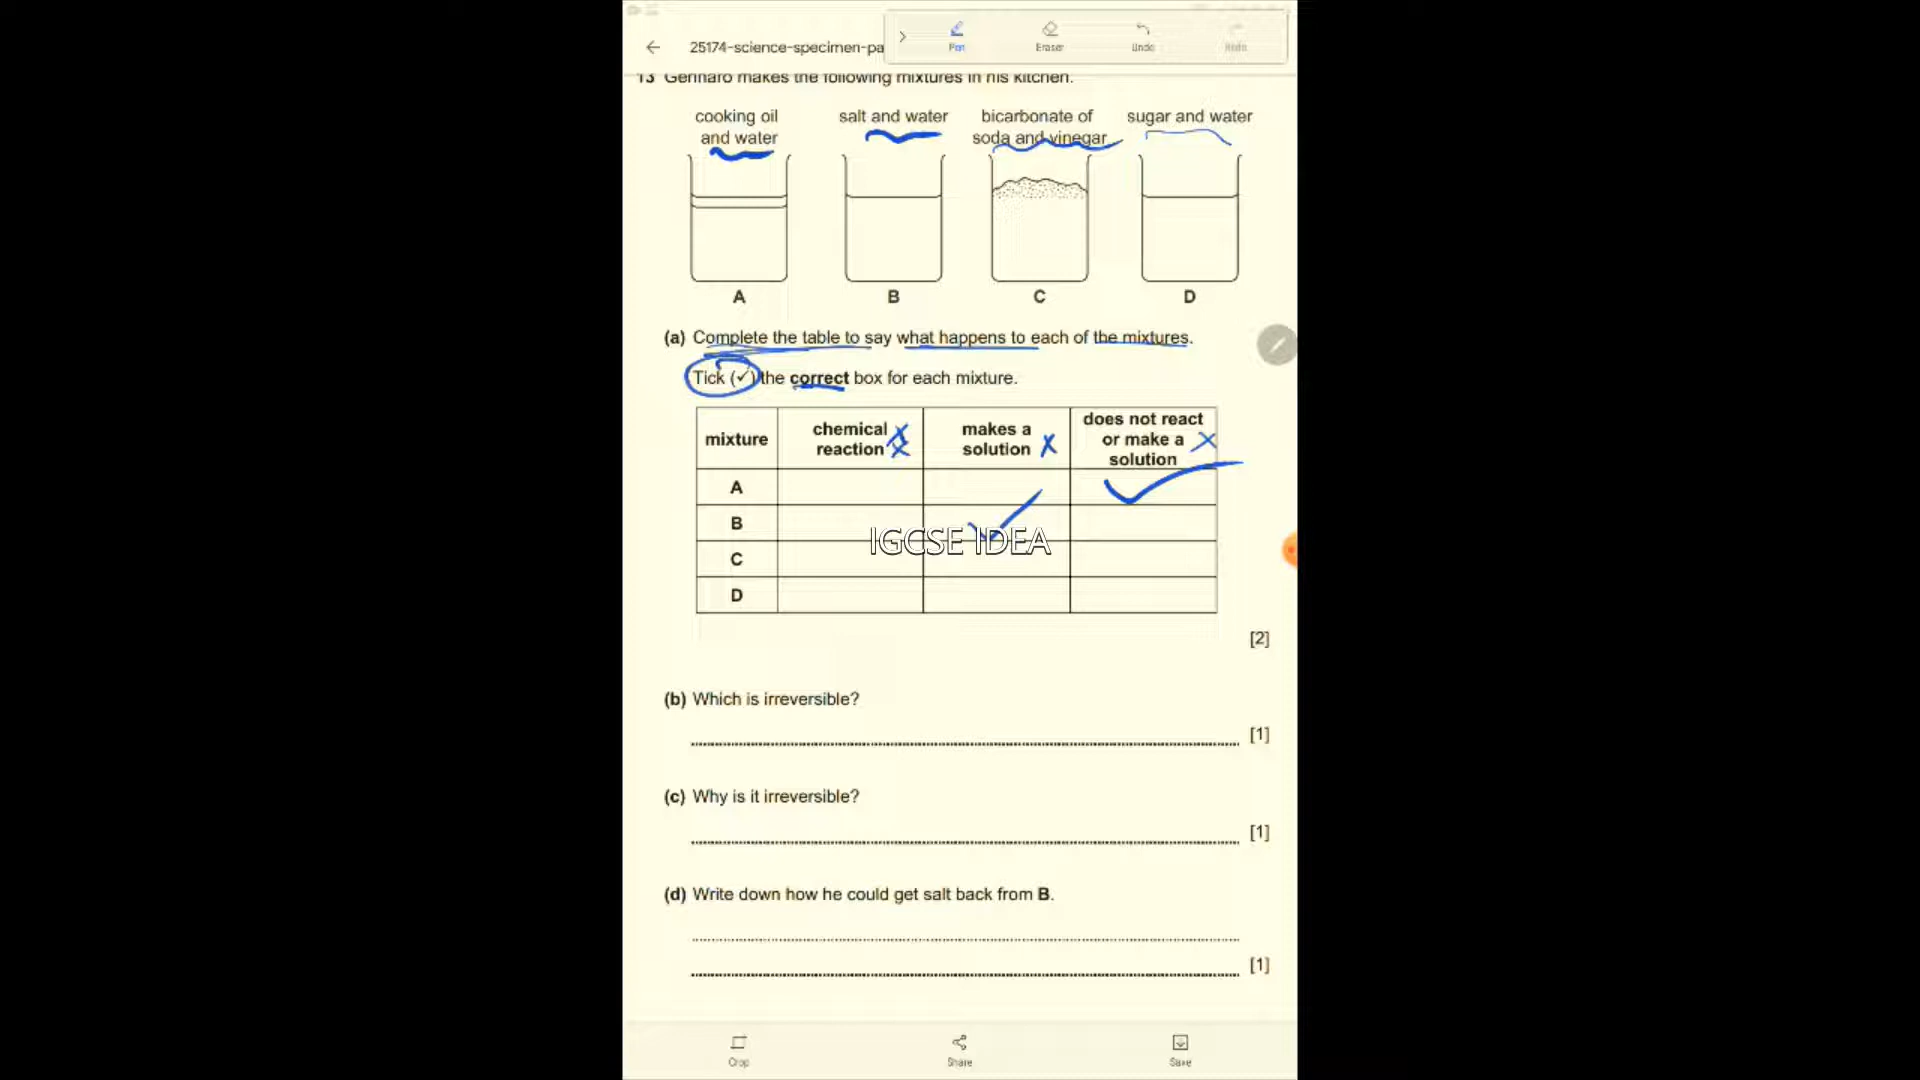 25174-science-specimen-pa
Pen
Eraser
Undo
Redo
13 Gennaro makes the following mixtures in his kitchen.
cooking oil
and water
salt and water
bicarbonate of
soda and vinegar
sugar and water
A
B
C
D
(a) Complete the table to say what happens to each of the mixtures.
Tick (✓) the correct box for each mixture.
mixture
chemical
reaction
makes a
solution
does not react
or make a
solution
A
B
IGCSE IDEA
C
D
[2]
(b) Which is irreversible?
[1]
(c) Why is it irreversible?
[1]
(d) Write down how he could get salt back from B.
[1]
Crop
Share
Save